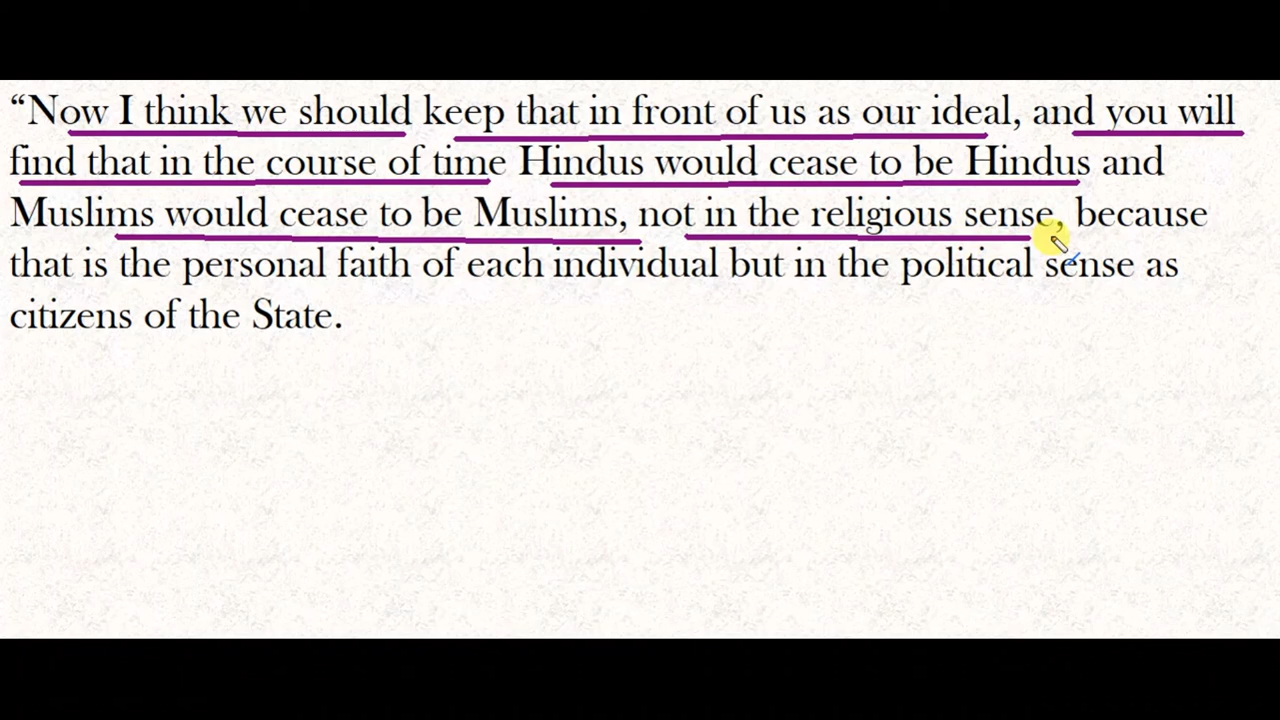 “Now I think we should keep that in front of us as our ideal, and you will
find that in the course of time Hindus would cease to be Hindus and
Muslims would cease to be Muslims, not in the religious sense, because
that is the personal faith of each individual but in the political sense as
citizens of the State.